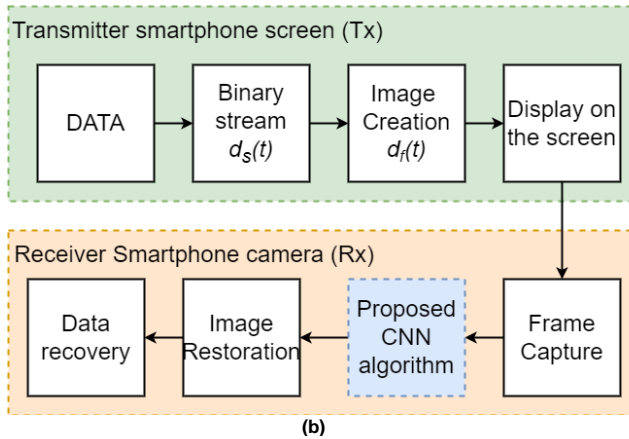 Transmitter smartphone screen (Tx)
DATA
Binary
stream
dₛ(t)
Image
Creation
d_f(t)
Display on
the screen
Receiver Smartphone camera (Rx)
Data
recovery
Image
Restoration
Proposed
CNN
algorithm
Frame
Capture
(b)